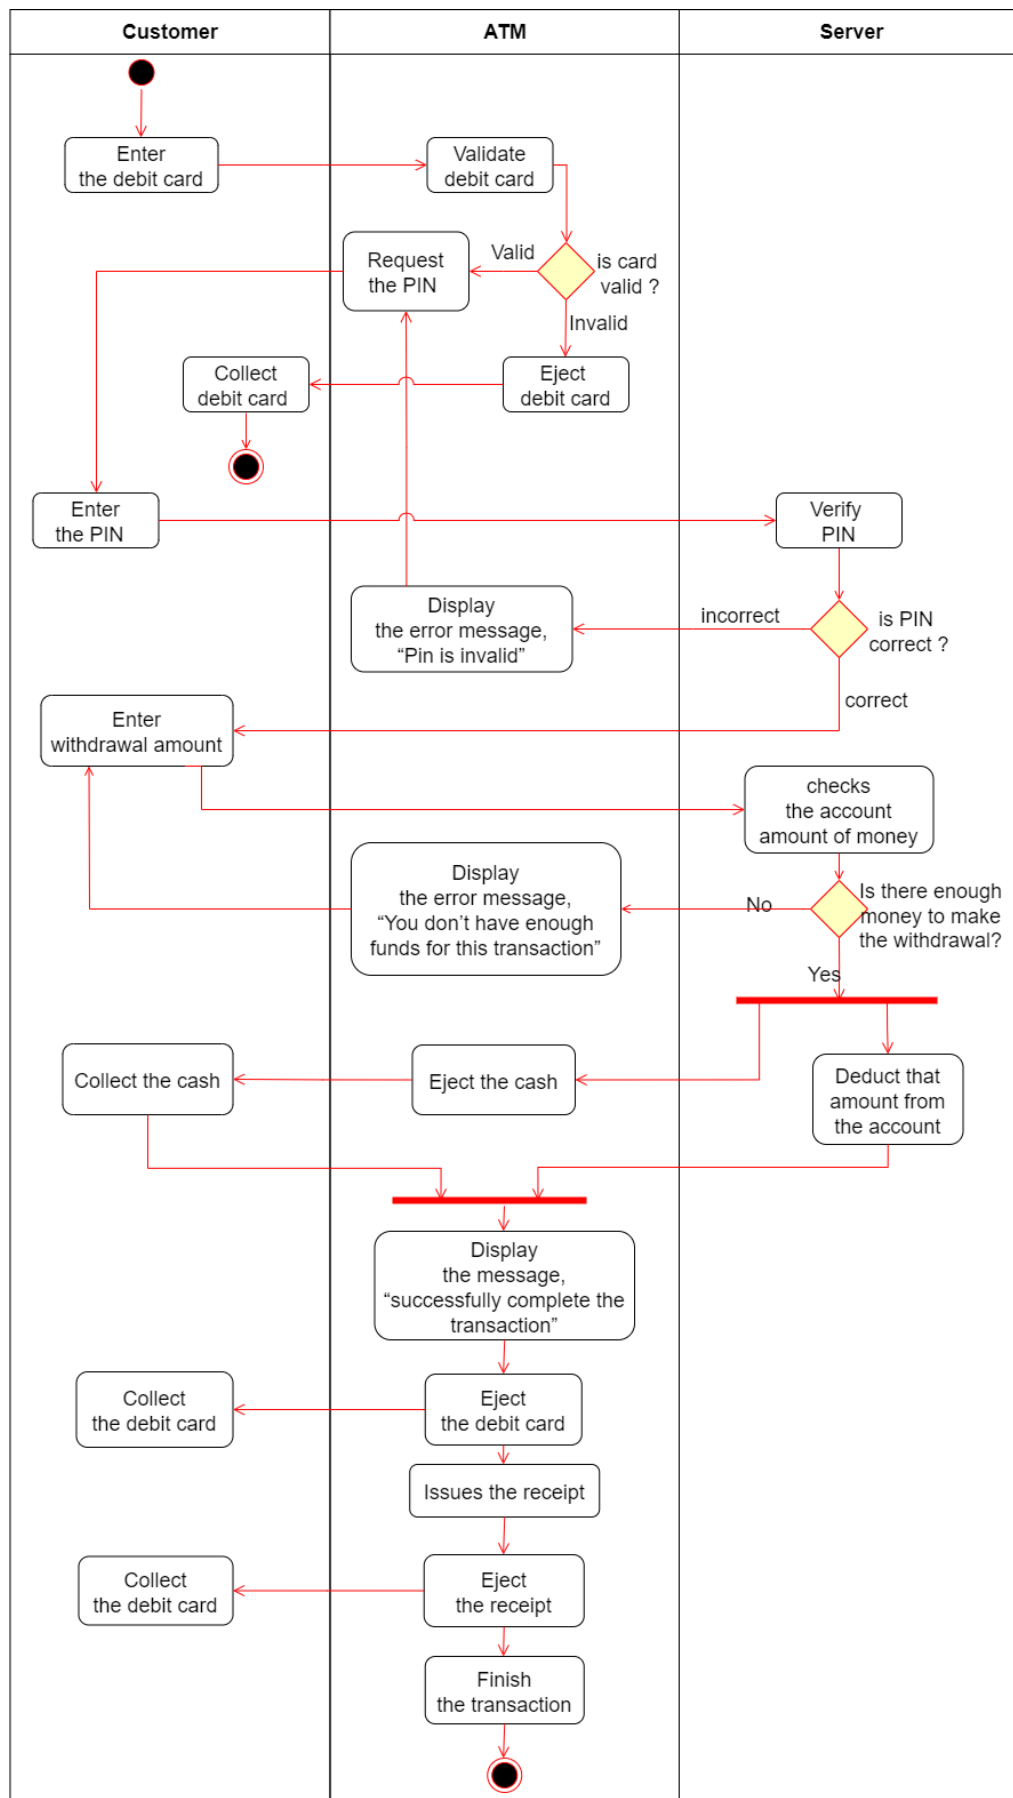 Customer
ATM
Server
Enter
the debit card
Validate
debit card
Request
the PIN
Valid
is card
valid ?
Invalid
Collect
debit card
Eject
debit card
Enter
the PIN
Verify
PIN
Display
the error message,
“Pin is invalid”
incorrect
is PIN
correct ?
correct
Enter
withdrawal amount
checks
the account
amount of money
Display
the error message,
“You don’t have enough
funds for this transaction”
No
Is there enough
money to make
the withdrawal?
Yes
Collect the cash
Eject the cash
Deduct that
amount from
the account
Display
the message,
“successfully complete the
transaction”
Collect
the debit card
Eject
the debit card
Issues the receipt
Collect
the debit card
Eject
the receipt
Finish
the transaction